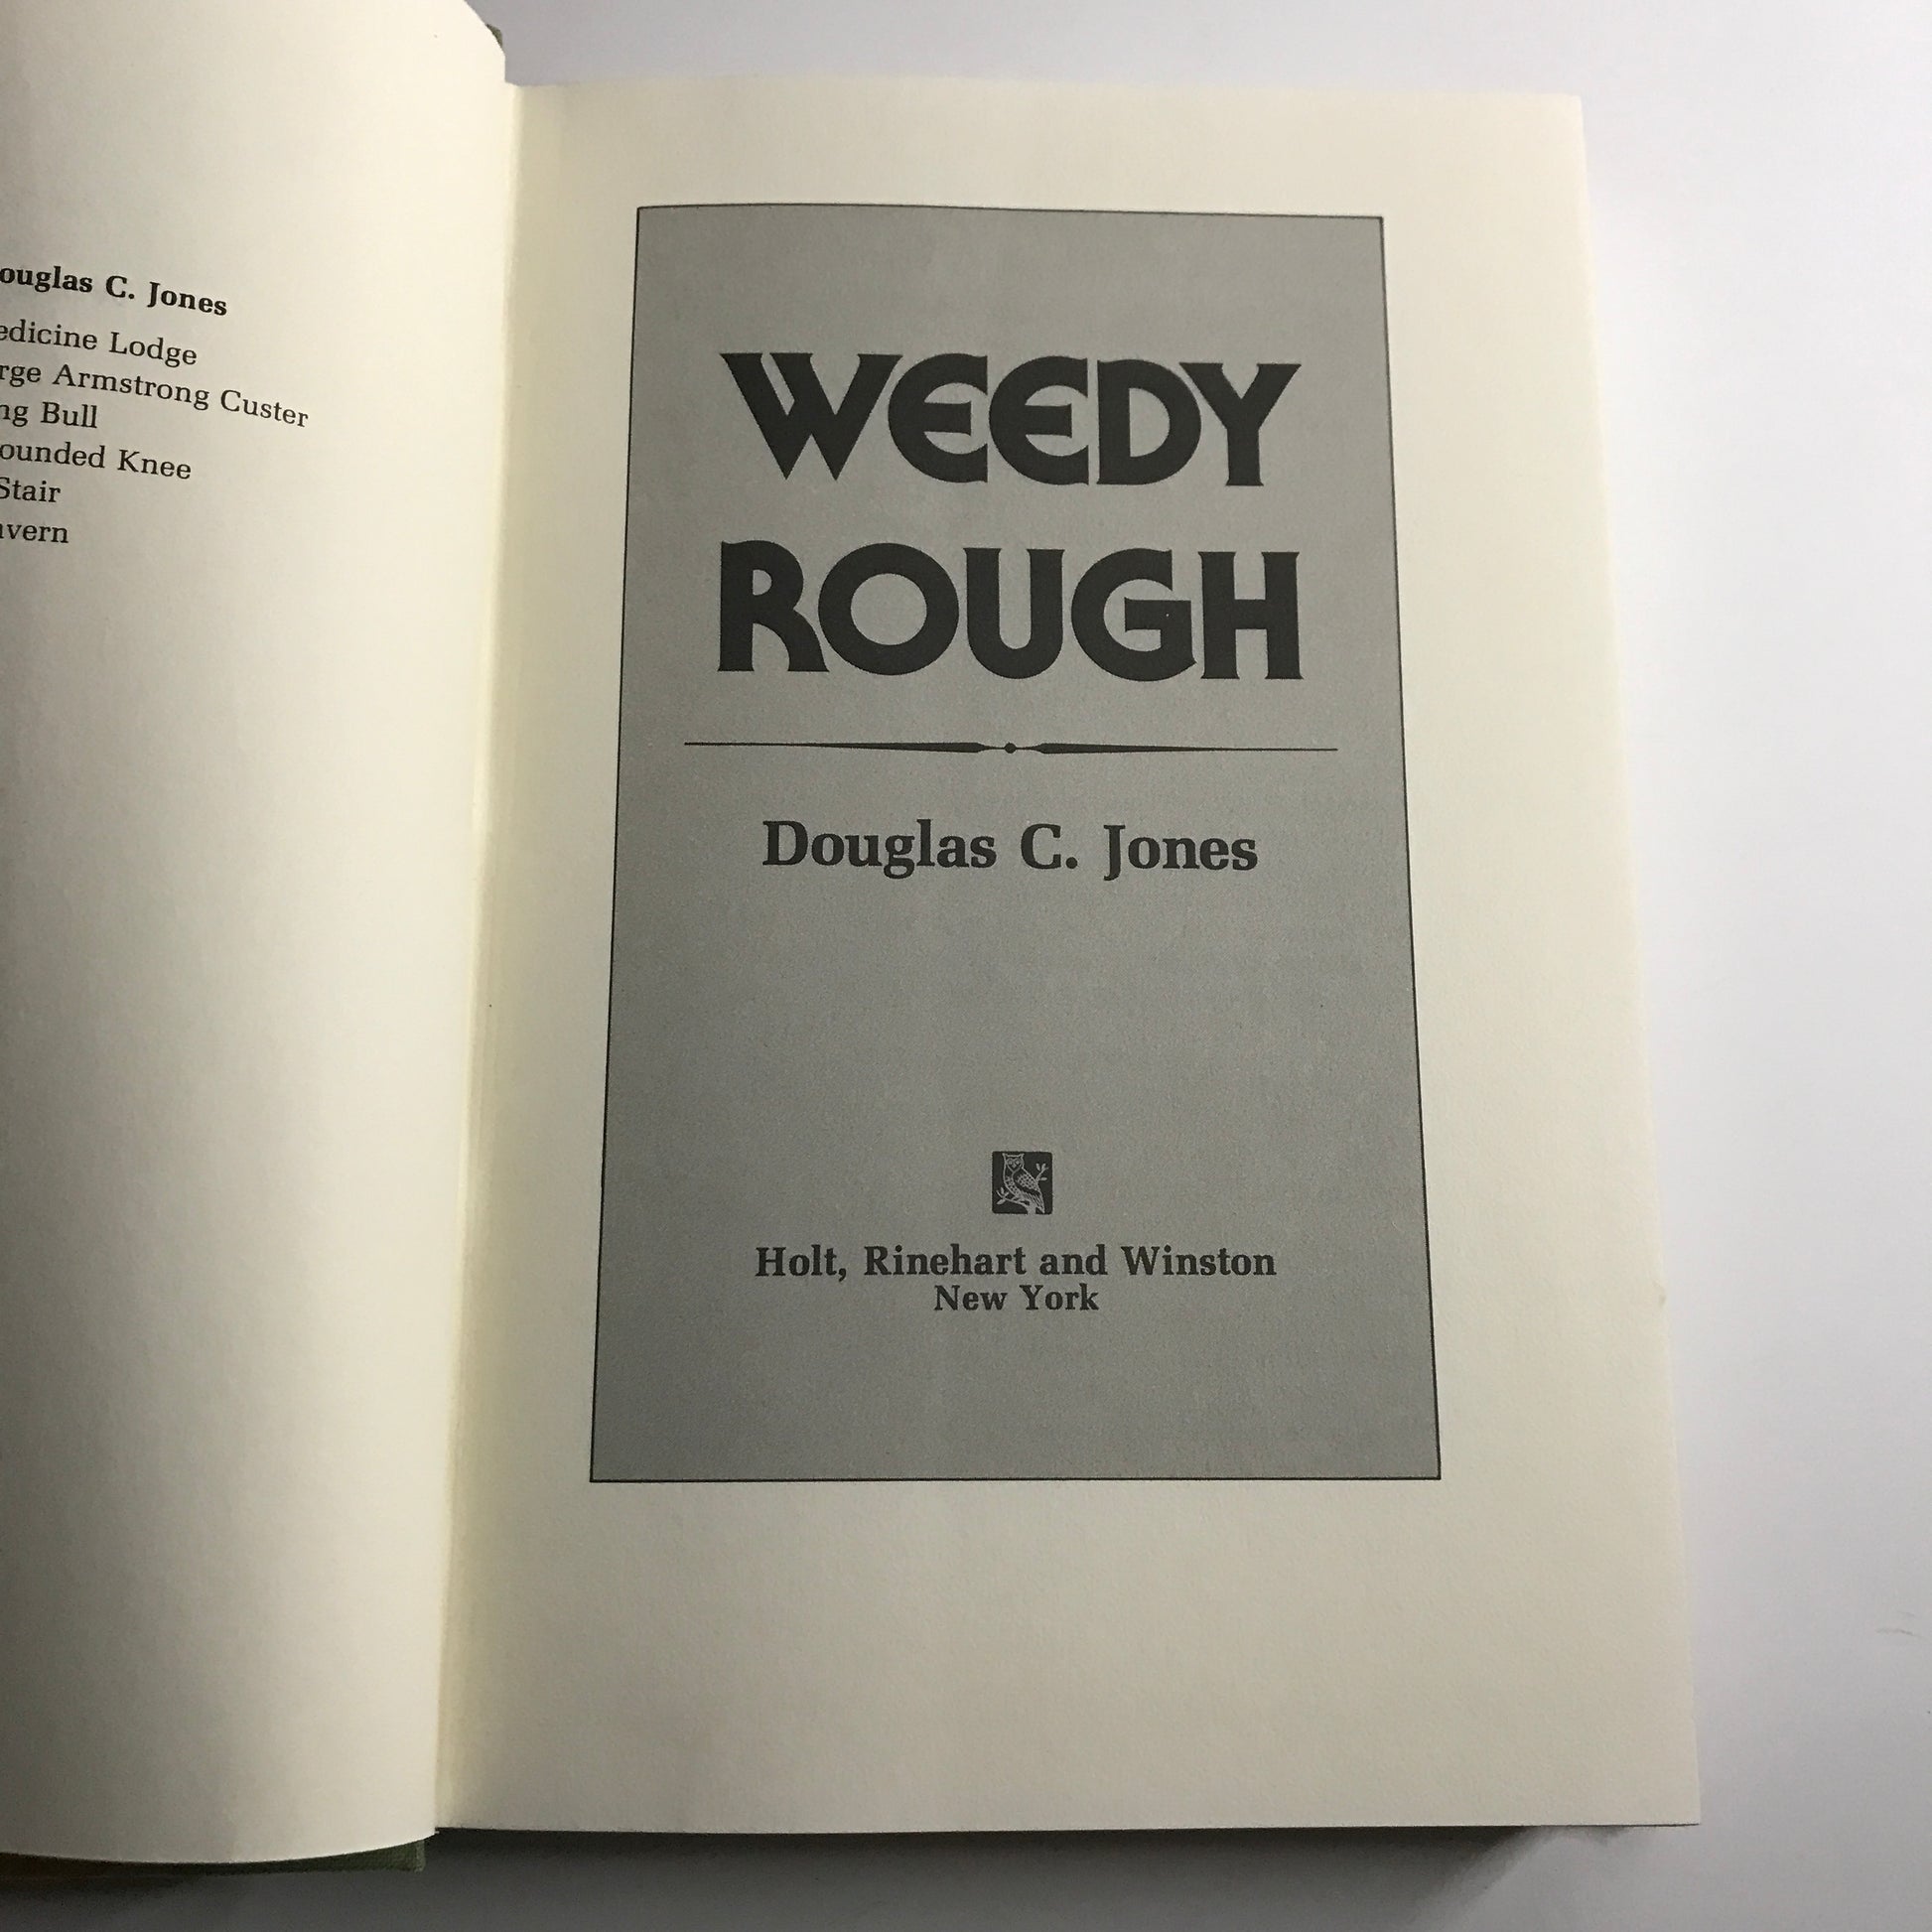 ouglas C. Jones
edicine Lodge
rge Armstrong Custer
ng Bull
ounded Knee
Stair
vern
WEEDY
ROUGH
Douglas C. Jones
Holt, Rinehart and Winston
New York